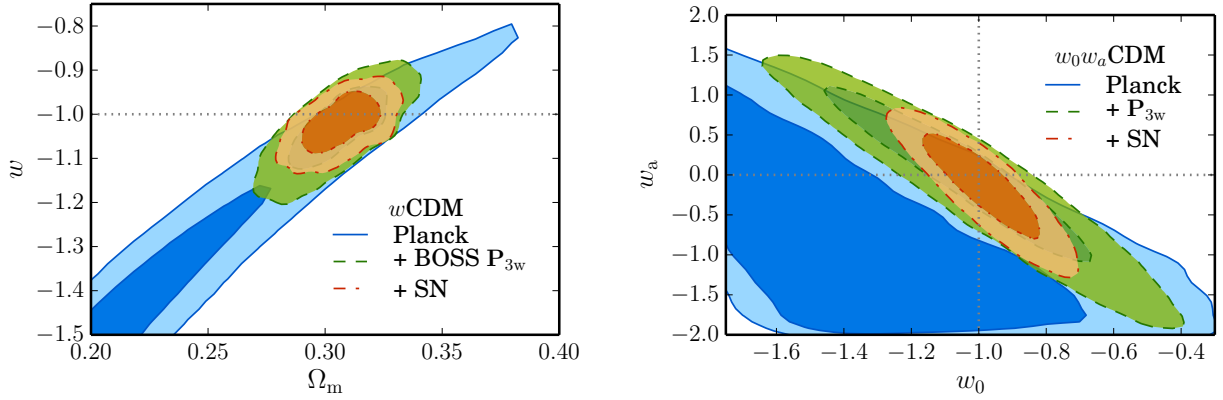 −0.8
−0.9
−1.0
−1.1
−1.2
−1.3
−1.4
−1.5
w
0.20 0.25 0.30 0.35 0.40
Ωm
wCDM
Planck
+ BOSS P3w
+ SN
2.0
1.5
1.0
0.5
0.0
−0.5
−1.0
−1.5
−2.0
wa
−1.6 −1.4 −1.2 −1.0 −0.8 −0.6 −0.4
w0
w0waCDM
Planck
+ P3w
+ SN